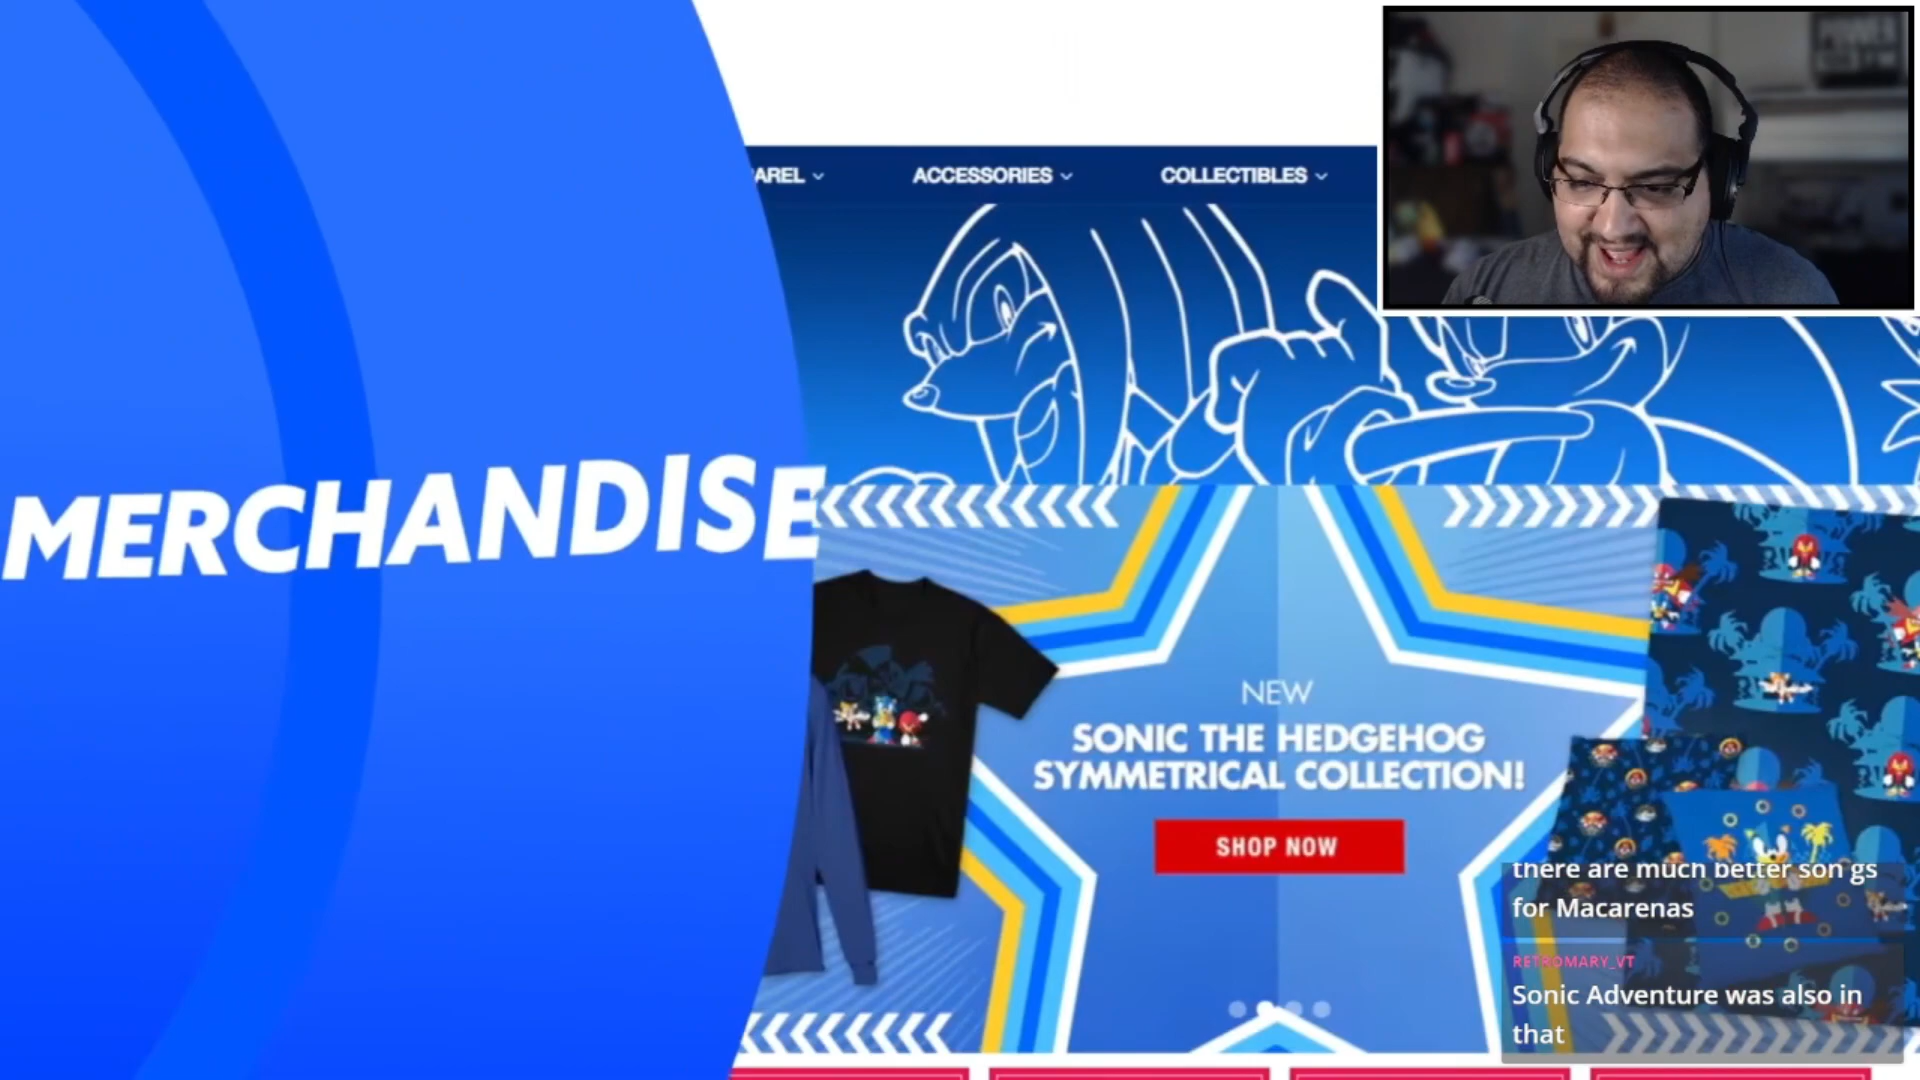 AREL
ACCESSORIES
COLLECTIBLES
MERCHANDISE
NEW
SONIC THE HEDGEHOG
SYMMETRICAL COLLECTION!
SHOP NOW
there are much better son gs
for Macarenas
RETROMARY_VT
Sonic Adventure was also in
that